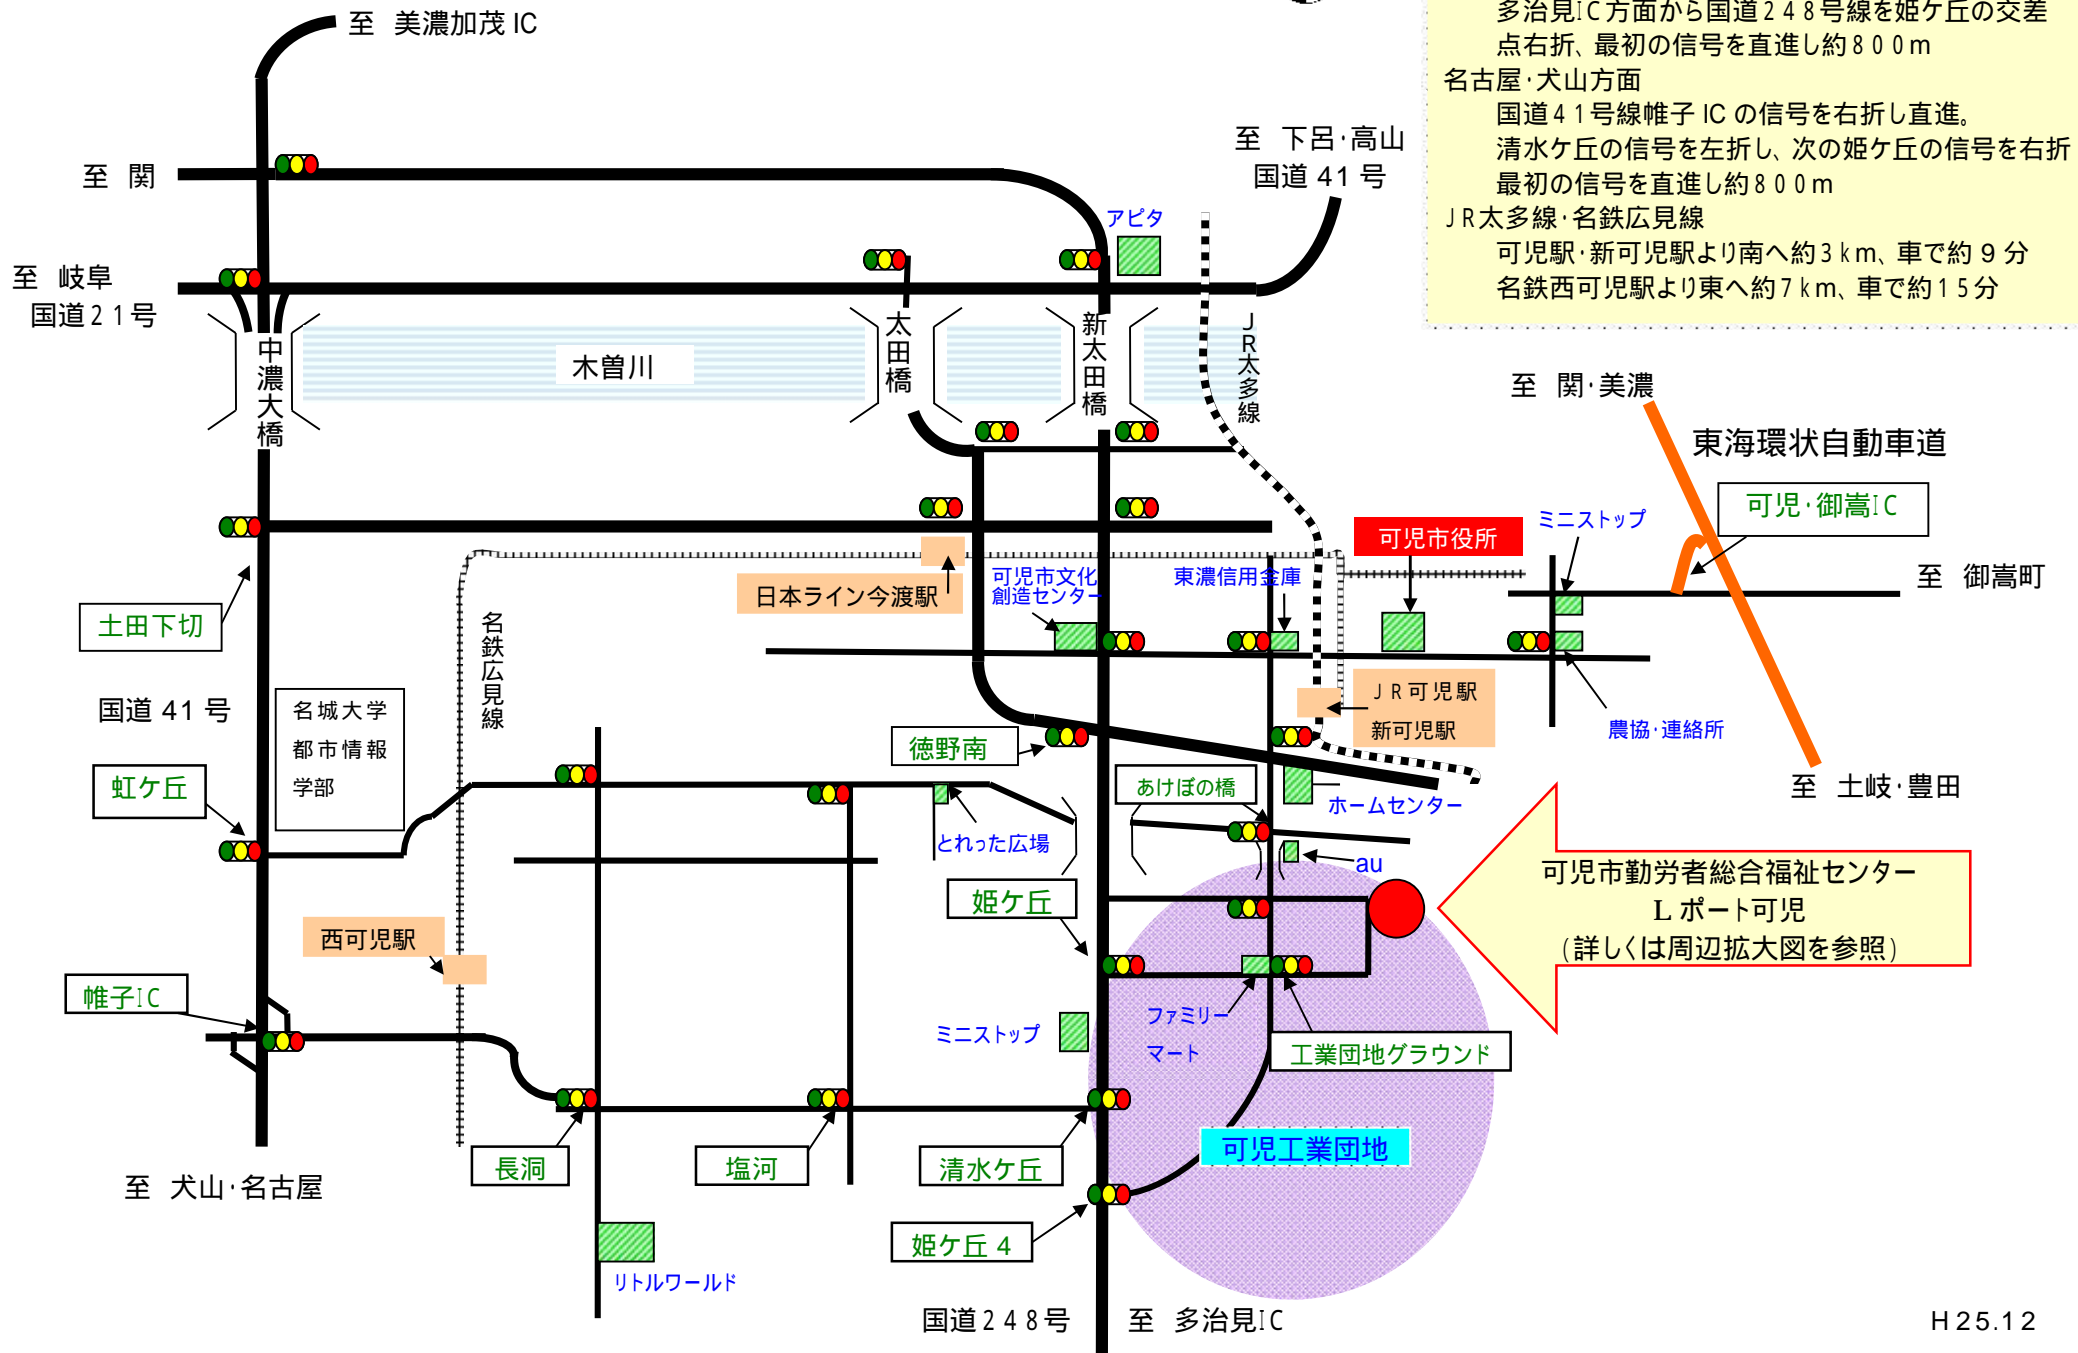 至 美濃加茂 IC
多治見IC方面から国道248号線を姫ケ丘の交差
点右折、最初の信号を直進し約800m
名古屋・犬山方面
国道41号線帷子 IC の信号を右折し直進。
清水ケ丘の信号を左折し、次の姫ケ丘の信号を右折
最初の信号を直進し約800m
JR太多線・名鉄広見線
可児駅・新可児駅より南へ約3km、車で約 9 分
名鉄西可児駅より東へ約7km、車で約15分
至 下呂・高山
国道 41 号
至 関
アピタ
至 岐阜
国道21号
中濃大橋
木曽川
太田橋
新太田橋
JR太多線
至 関・美濃
東海環状自動車道
可児・御嵩IC
ミニストップ
可児市役所
至 御嵩町
日本ライン今渡駅
可児市文化
創造センター
東濃信用金庫
土田下切
名鉄広見線
国道 41 号
名城大学
都市情報
学部
JR可児駅
新可児駅
農協・連絡所
徳野南
虹ケ丘
あけぼの橋
ホームセンター
至 土岐・豊田
とれった広場
au
可児市勤労者総合福祉センター
L ポート可児
(詳しくは周辺拡大図を参照)
姫ケ丘
西可児駅
帷子IC
ミニストップ
ファミリー
マート
工業団地グラウンド
長洞
塩河
清水ケ丘
可児工業団地
至 犬山・名古屋
姫ケ丘 4
リトルワールド
国道248号
至 多治見IC
H25.12